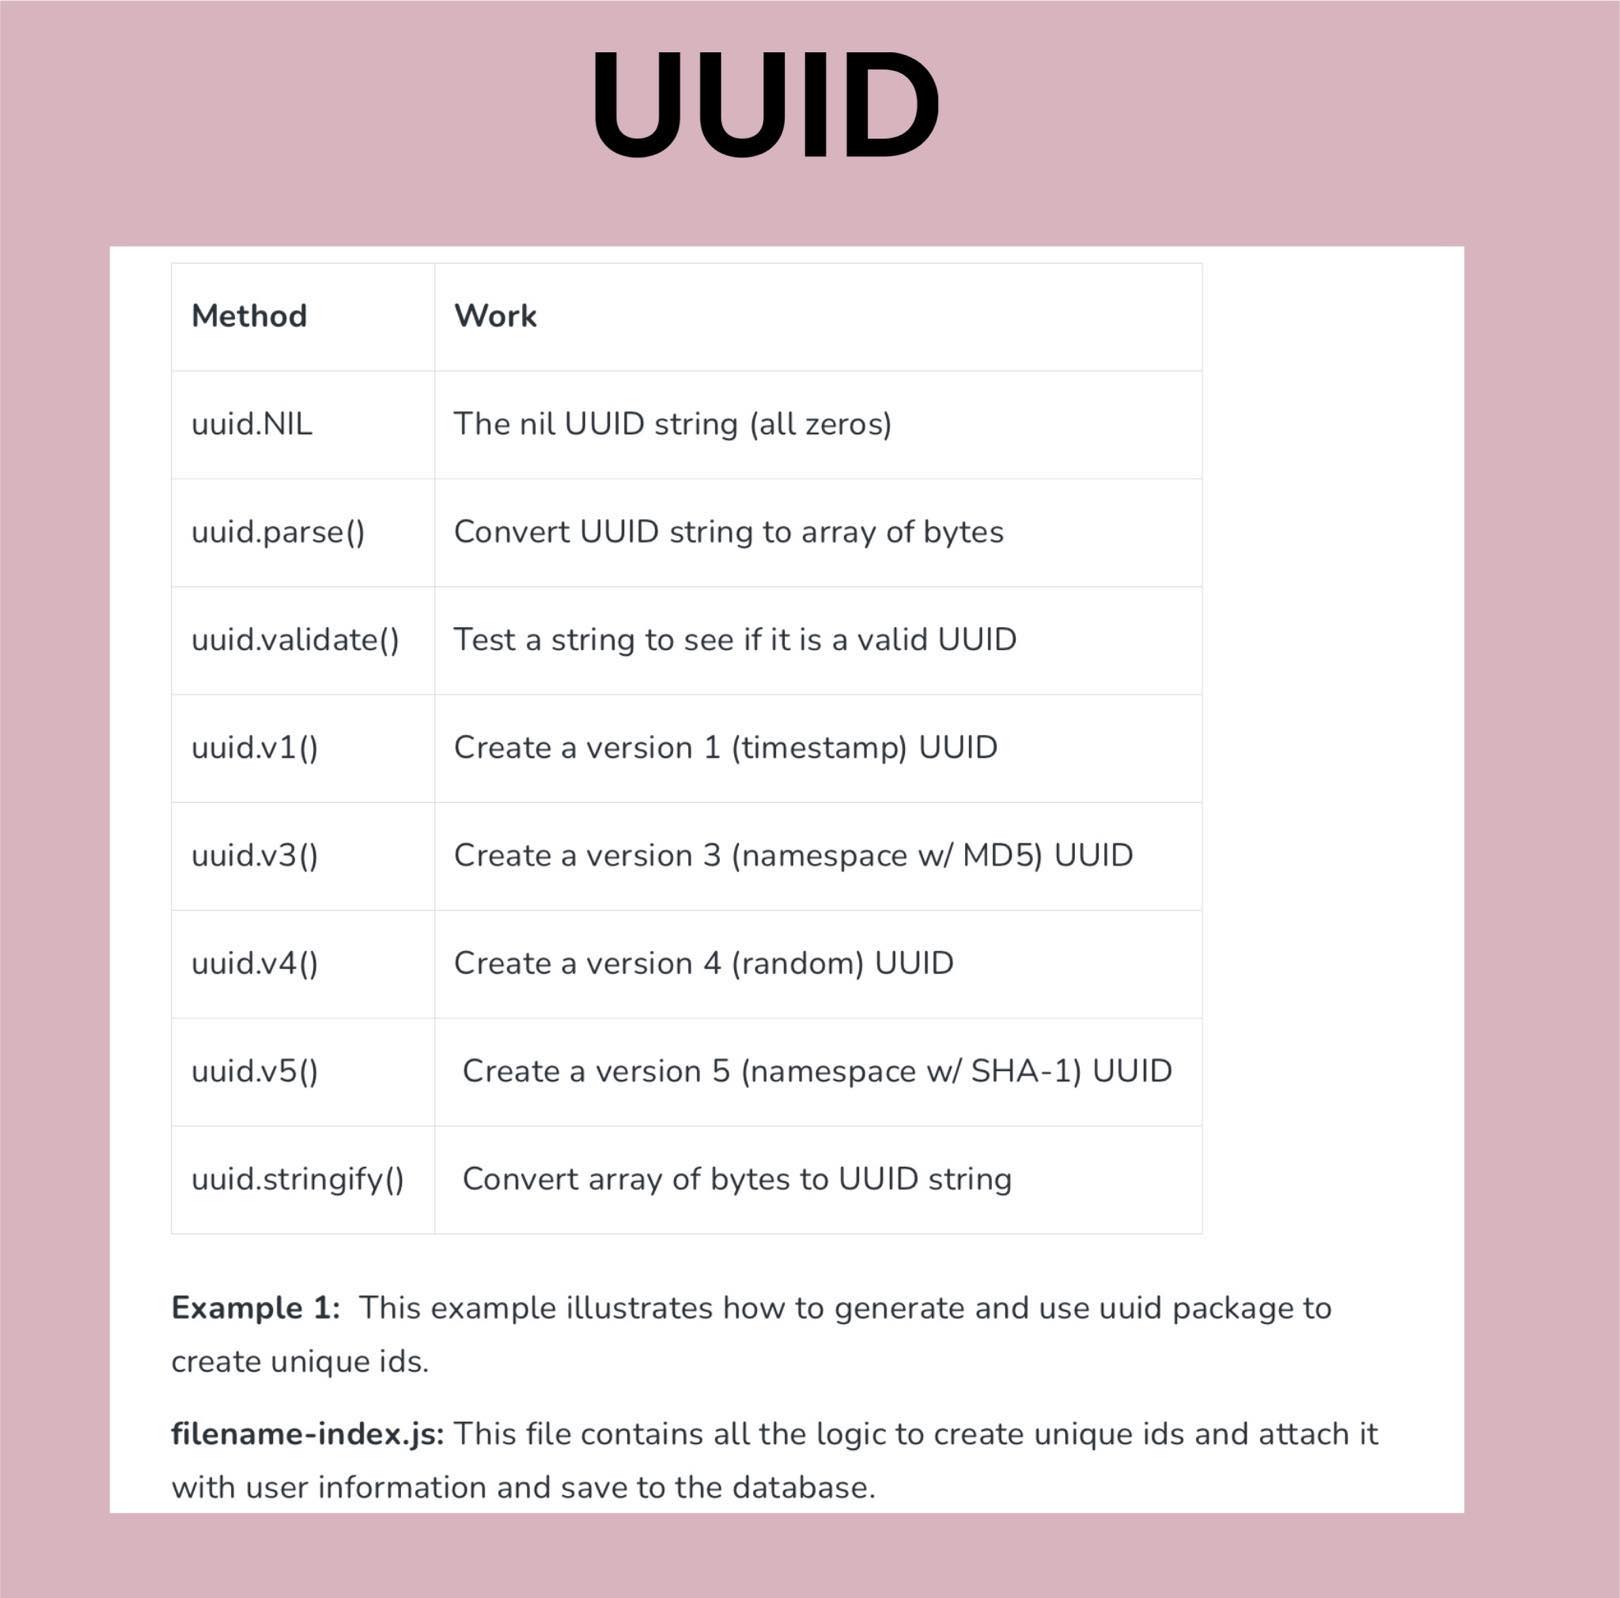 UUID
Method Work
uuid.NIL The nil UUID string (all zeros)
uuid.parse() Convert UUID string to array of bytes
uuid.validate() Test a string to see if it is a valid UUID
uuid.v1() Create a version 1 (timestamp) UUID
uuid.v3() Create a version 3 (namespace w/ MD5) UUID
uuid.v4() Create a version 4 (random) UUID
uuid.v5() Create a version 5 (namespace w/ SHA-1) UUID
uuid.stringify() Convert array of bytes to UUID string
Example 1: This example illustrates how to generate and use uuid package to
create unique ids.
filename-index.js: This file contains all the logic to create unique ids and attach it
with user information and save to the database.